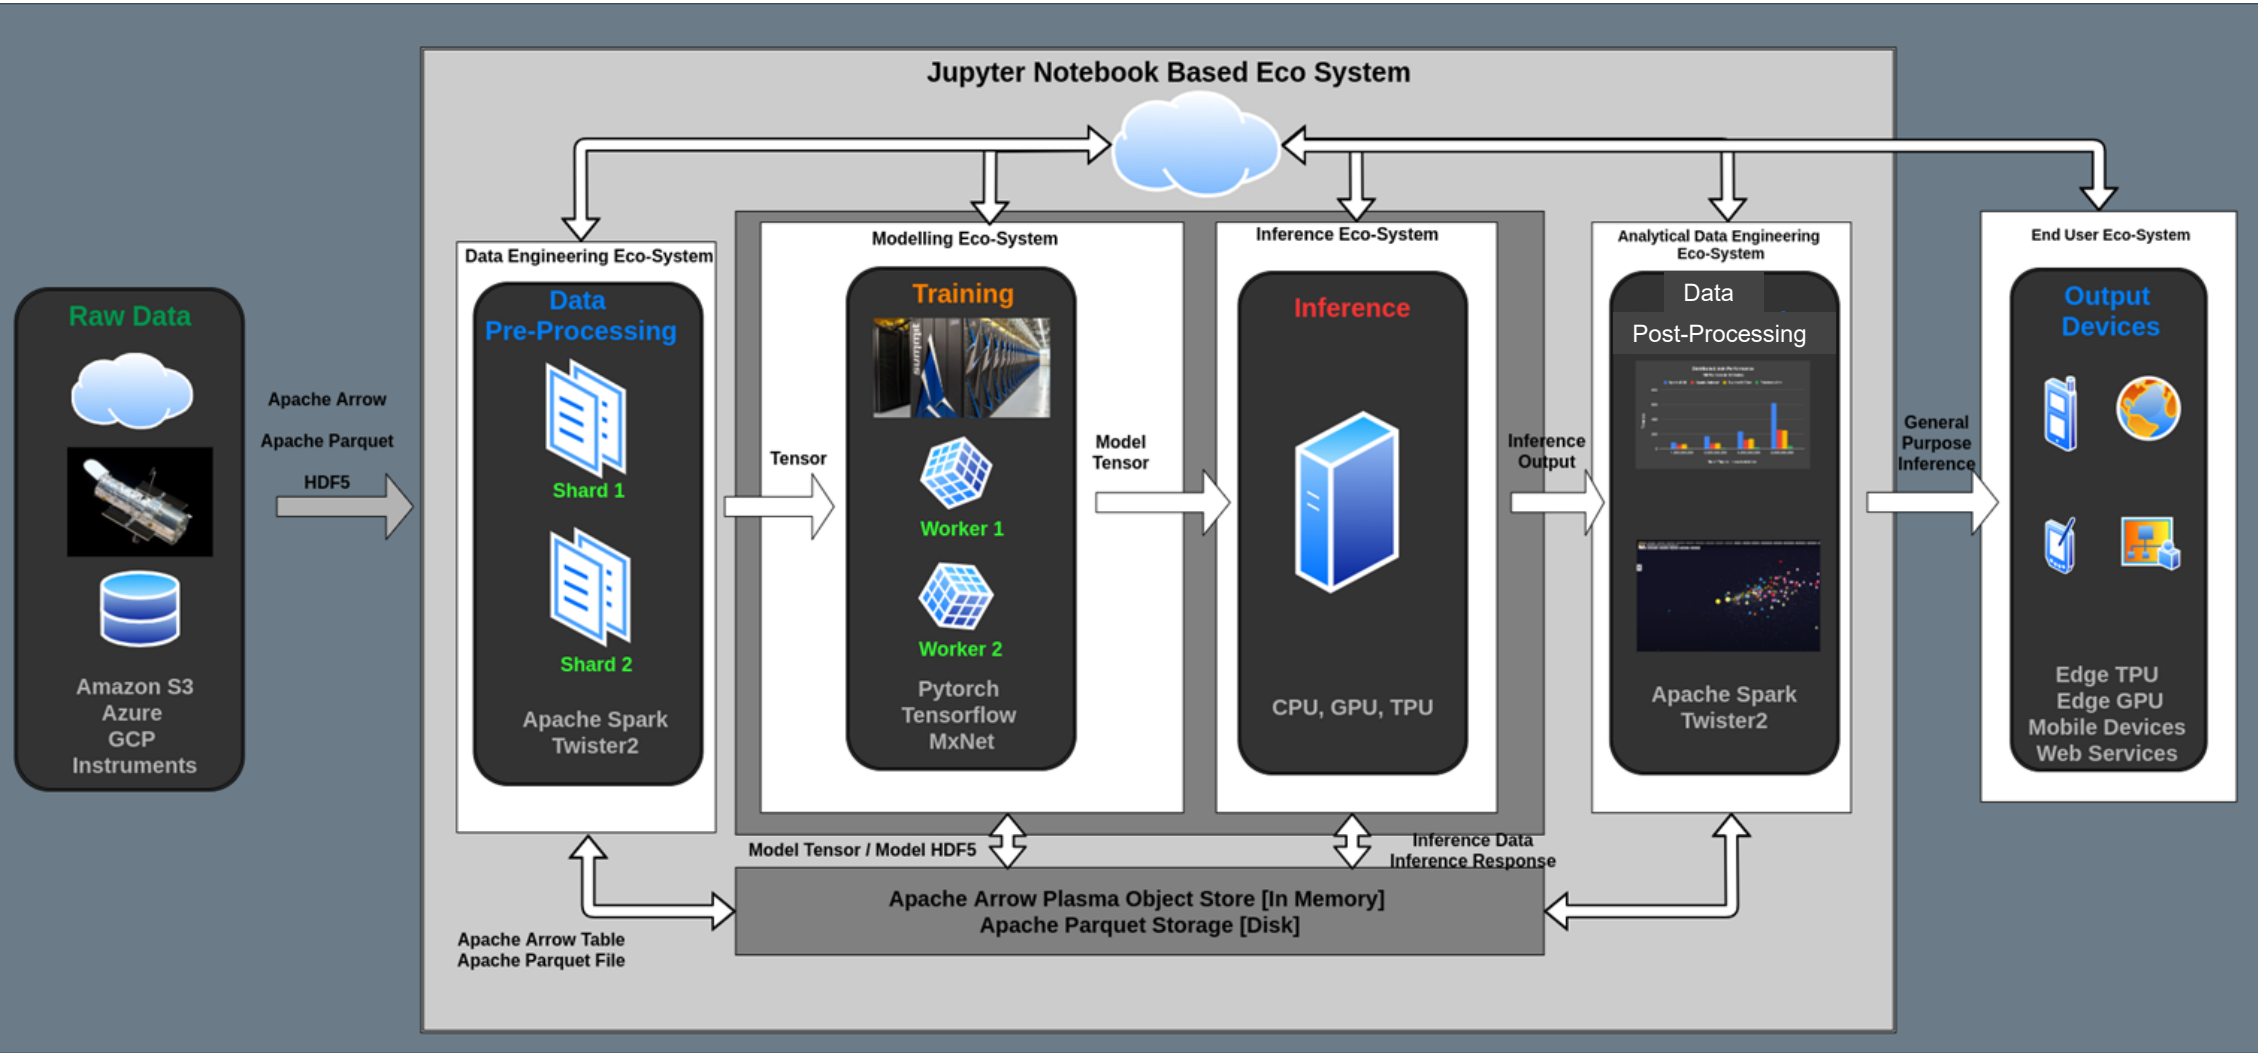 Jupyter Notebook Based Eco System
Raw Data
Amazon S3
Azure
GCP
Instruments
Apache Arrow
Apache Parquet
HDF5
Data Engineering Eco-System
Data
Pre-Processing
Shard 1
Shard 2
Apache Spark
Twister2
Tensor
Modelling Eco-System
Training
Worker 1
Worker 2
Pytorch
Tensorflow
MxNet
Model
Tensor
Inference Eco-System
Inference
CPU, GPU, TPU
Inference
Output
Analytical Data Engineering
Eco-System
Data
Post-Processing
Apache Spark
Twister2
General
Purpose
Inference
End User Eco-System
Output
Devices
Edge TPU
Edge GPU
Mobile Devices
Web Services
Model Tensor / Model HDF5
Inference Data
Inference Response
Apache Arrow Plasma Object Store [In Memory]
Apache Parquet Storage [Disk]
Apache Arrow Table
Apache Parquet File